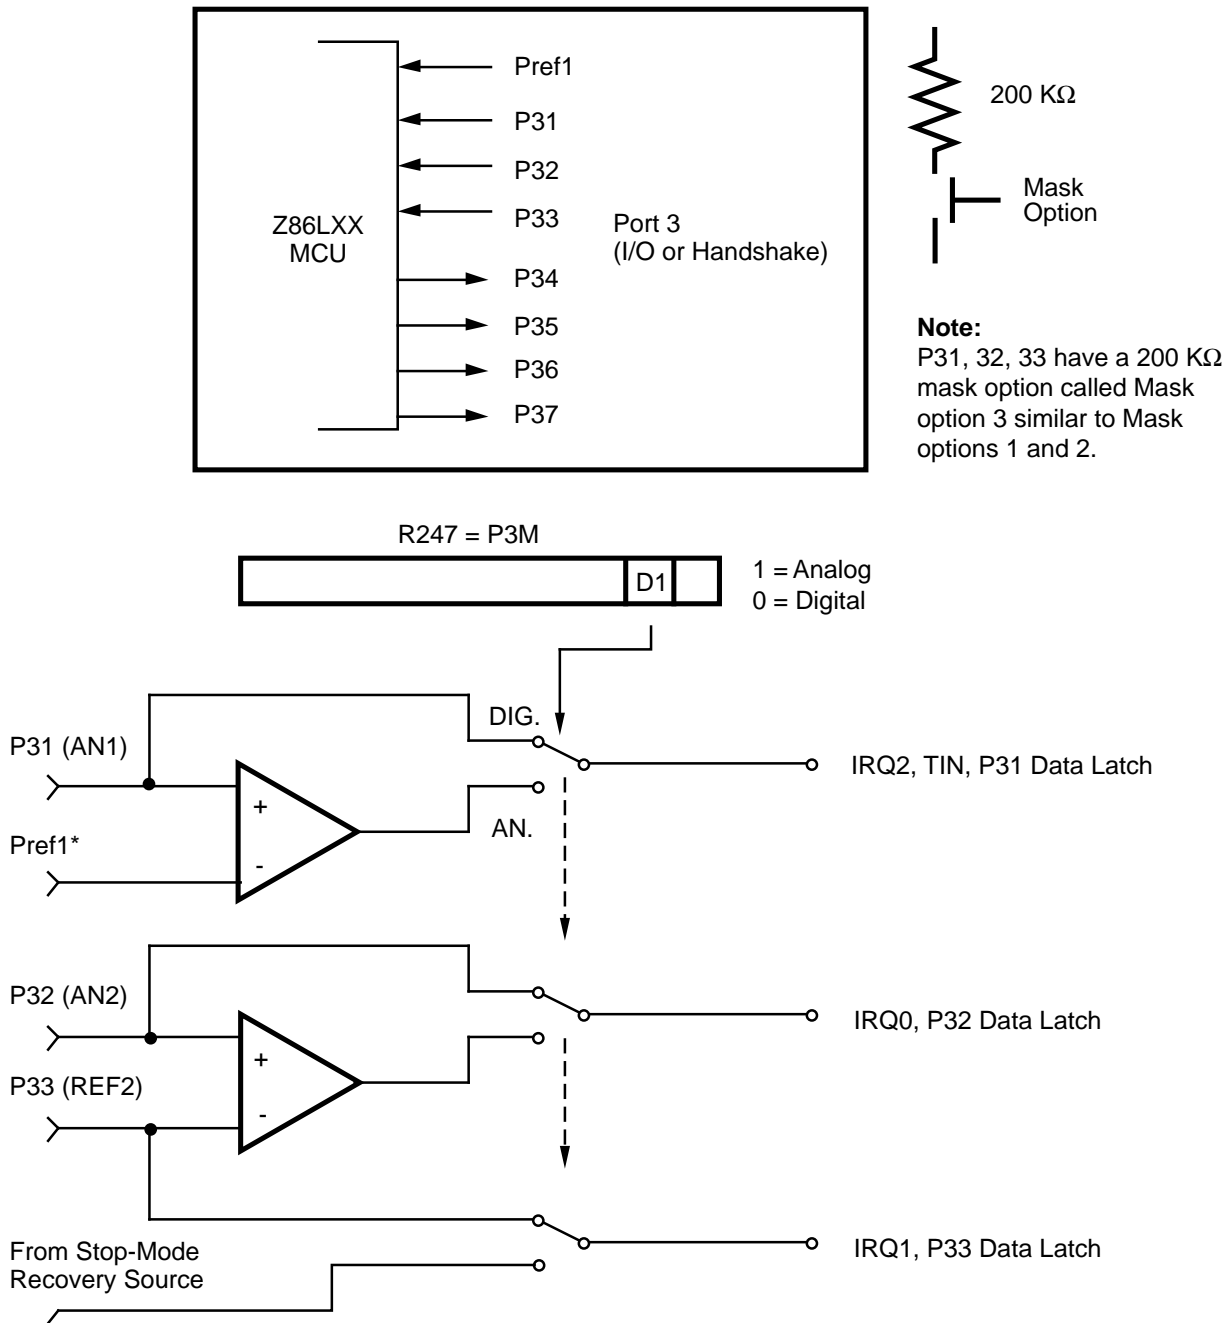 Pref1
P31
P32
P33
Z86LXX
MCU
Port 3
(I/O or Handshake)
P34
P35
P36
P37
200 KΩ
Mask
Option
Note:
P31, 32, 33 have a 200 KΩ
mask option called Mask
option 3 similar to Mask
options 1 and 2.
R247 = P3M
D1
1 = Analog
0 = Digital
DIG.
P31 (AN1)
IRQ2, TIN, P31 Data Latch
+
AN.
Pref1*
-
P32 (AN2)
IRQ0, P32 Data Latch
+
P33 (REF2)
-
From Stop-Mode
Recovery Source
IRQ1, P33 Data Latch